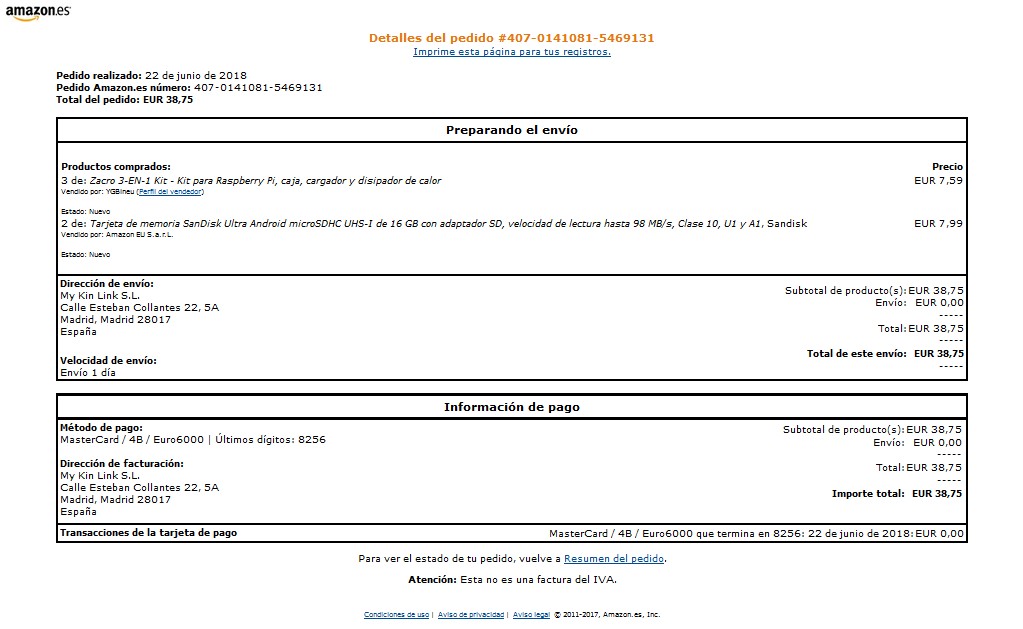 amazon.es
Detalles del pedido #407-0141081-5469131
Imprime esta página para tus registros.
Pedido realizado: 22 de junio de 2018
Pedido Amazon.es número: 407-0141081-5469131
Total del pedido: EUR 38,75
Preparando el envío
Productos comprados: Precio
3 de: Zacro 3-EN-1 Kit - Kit para Raspberry Pi, caja, cargador y disipador de calor EUR 7,59
Vendido por: YGBIneu (Perfil del vendedor)
Estado: Nuevo
2 de: Tarjeta de memoria SanDisk Ultra Android microSDHC UHS-I de 16 GB con adaptador SD, velocidad de lectura hasta 98 MB/s, Clase 10, U1 y A1, Sandisk EUR 7,99
Vendido por: Amazon EU S.a.r.L.
Estado: Nuevo
Dirección de envío:
My Kin Link S.L.
Calle Esteban Collantes 22, 5A
Madrid, Madrid 28017
España
Velocidad de envío:
Envío 1 día
Subtotal de producto(s): EUR 38,75
Envío: EUR 0,00
-----
Total: EUR 38,75
-----
Total de este envío: EUR 38,75
-----
Información de pago
Método de pago:
MasterCard / 4B / Euro6000 | Últimos dígitos: 8256
Dirección de facturación:
My Kin Link S.L.
Calle Esteban Collantes 22, 5A
Madrid, Madrid 28017
España
Subtotal de producto(s): EUR 38,75
Envío: EUR 0,00
-----
Total: EUR 38,75
-----
Importe total: EUR 38,75
Transacciones de la tarjeta de pago MasterCard / 4B / Euro6000 que termina en 8256: 22 de junio de 2018: EUR 0,00
Para ver el estado de tu pedido, vuelve a Resumen del pedido.
Atención: Esta no es una factura del IVA.
Condiciones de uso | Aviso de privacidad | Aviso legal © 2011-2017, Amazon.es, Inc.